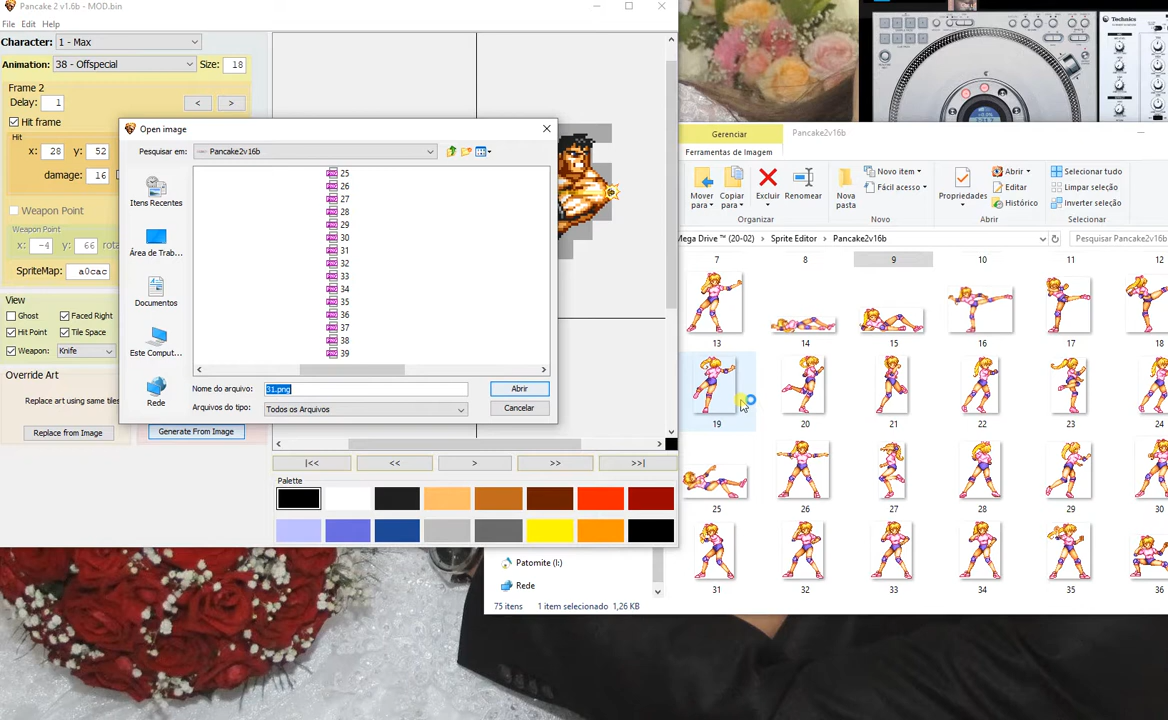 Pancake 2 v1.6b - MOD.bin
File Edit Help
Character: 1 - Max
Animation: 38 - Offspecial Size: 18
Frame 2
Delay: 1 < >
Hit frame
Hit
x: 28 y: 52
damage: 16
Weapon Point
Weapon Point
x: -4 y: 66 rota
SpriteMap: a0cac
View
Ghost Faced Right
Hit Point Tile Space
Weapon: Knife
Override Art
Replace art using same tiles
Replace from Image Generate From Image
Open image
Pesquisar em: Pancake2v16b
Itens Recentes
Área de Trab...
Documentos
Este Comput...
Rede
25
26
27
28
29
30
31
32
33
34
35
36
37
38
39
Nome do arquivo: 31.png Abrir
Arquivos do tipo: Todos os Arquivos Cancelar
|<< << > >> >>|
Palette
Technics
Gerenciar Pancake2v16b
Ferramentas de Imagem
Mover para Copiar para Excluir Renomear
Organizar
Nova pasta
Novo item
Fácil acesso
Novo
Propriedades
Abrir
Editar
Histórico
Abrir
Selecionar tudo
Limpar seleção
Inverter seleção
Selecionar
Mega Drive ™ (20-02) > Sprite Editor > Pancake2v16b Pesquisar Pancake2v16b
7 8 9 10 11 12
13 14 15 16 17 18
19 20 21 22 23 24
25 26 27 28 29 30
31 32 33 34 35 36
Patomite (I:)
Rede
75 itens 1 item selecionado 1,26 KB